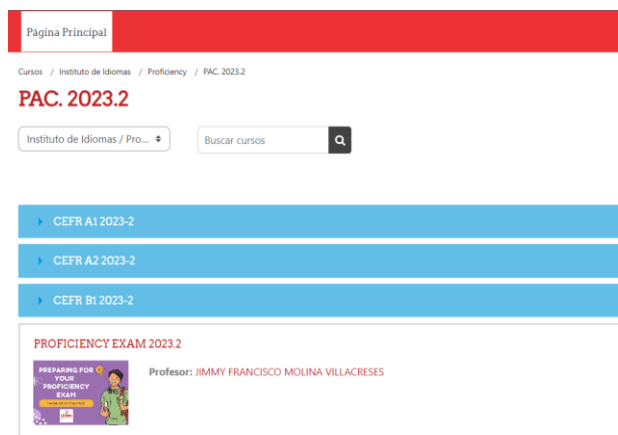 Página Principal
Cursos / Instituto de Idiomas / Proficiency / PAC. 2023.2
PAC. 2023.2
Instituto de Idiomas / Pro...
Buscar cursos
CEFR A1 2023-2
CEFR A2 2023-2
CEFR B1 2023-2
PROFICIENCY EXAM 2023.2
PREPARING FOR
YOUR
PROFICIENCY
EXAM
Profesor: JIMMY FRANCISCO MOLINA VILLACRESES